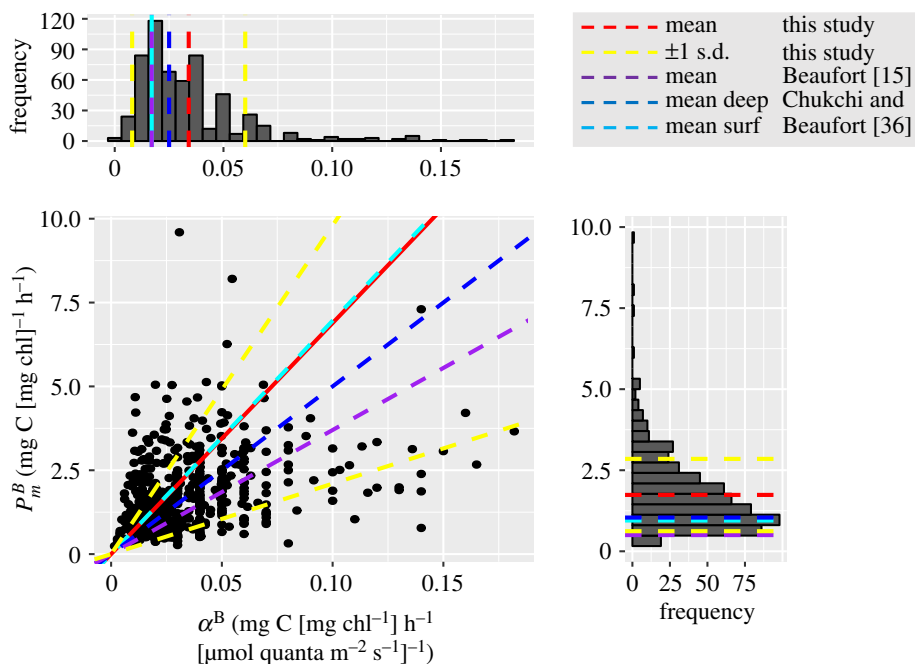 120
90
60
30
0
frequency
0 0.05 0.10 0.15
mean this study
±1 s.d. this study
mean Beaufort [15]
mean deep Chukchi and
mean surf Beaufort [36]
10.0
7.5
5.0
2.5
0
P_m^B (mg C [mg chl]⁻¹ h⁻¹)
0 0.05 0.10 0.15
α^B (mg C [mg chl⁻¹] h⁻¹
[µmol quanta m⁻² s⁻¹]⁻¹)
10.0
7.5
5.0
2.5
0
0 25 50 75
frequency